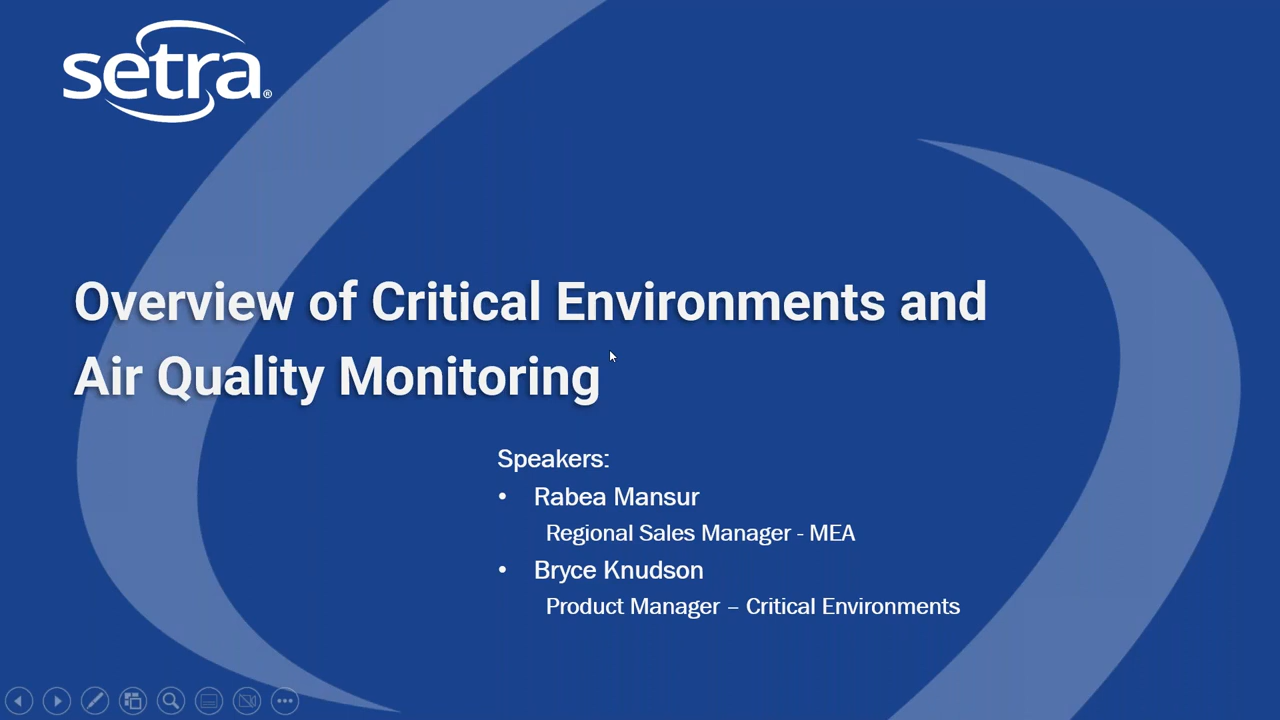 setra®
Overview of Critical Environments and
Air Quality Monitoring
Speakers:
• Rabea Mansur
Regional Sales Manager - MEA
• Bryce Knudson
Product Manager – Critical Environments